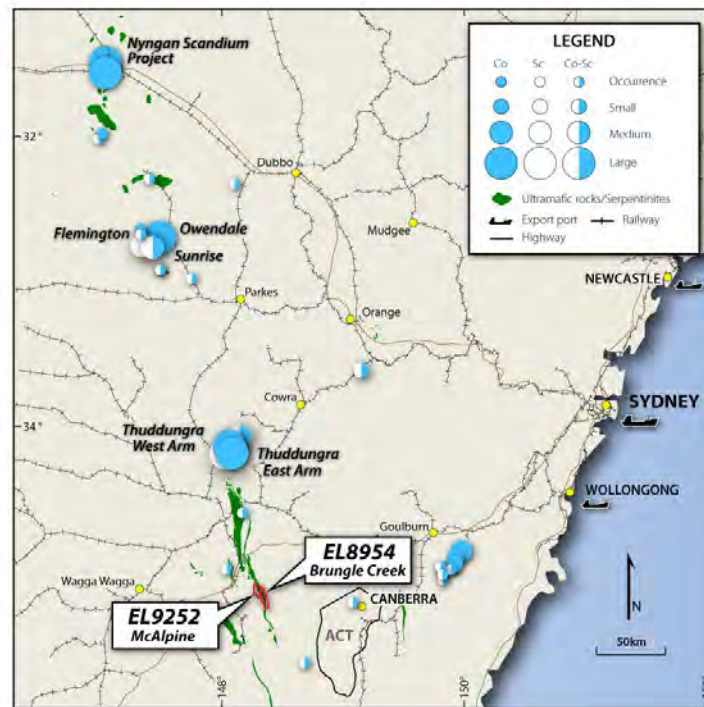 Nyngan Scandium
Project
LEGEND
Co
Sc
Co-Sc
Occurrence
Small
Medium
Large
Ultramafic rocks/Serpentinites
Export port
Railway
Highway
32°
Dubbo
Mudgee
Flemington
Owendale
Sunrise
NEWCASTLE
Parkes
Orange
Cowra
SYDNEY
34°
Thuddungra
West Arm
Thuddungra
East Arm
WOLLONGONG
Goulburn
EL8954
Brungle Creek
Wagga Wagga
CANBERRA
EL9252
McAlpine
ACT
N
50km
148°
150°